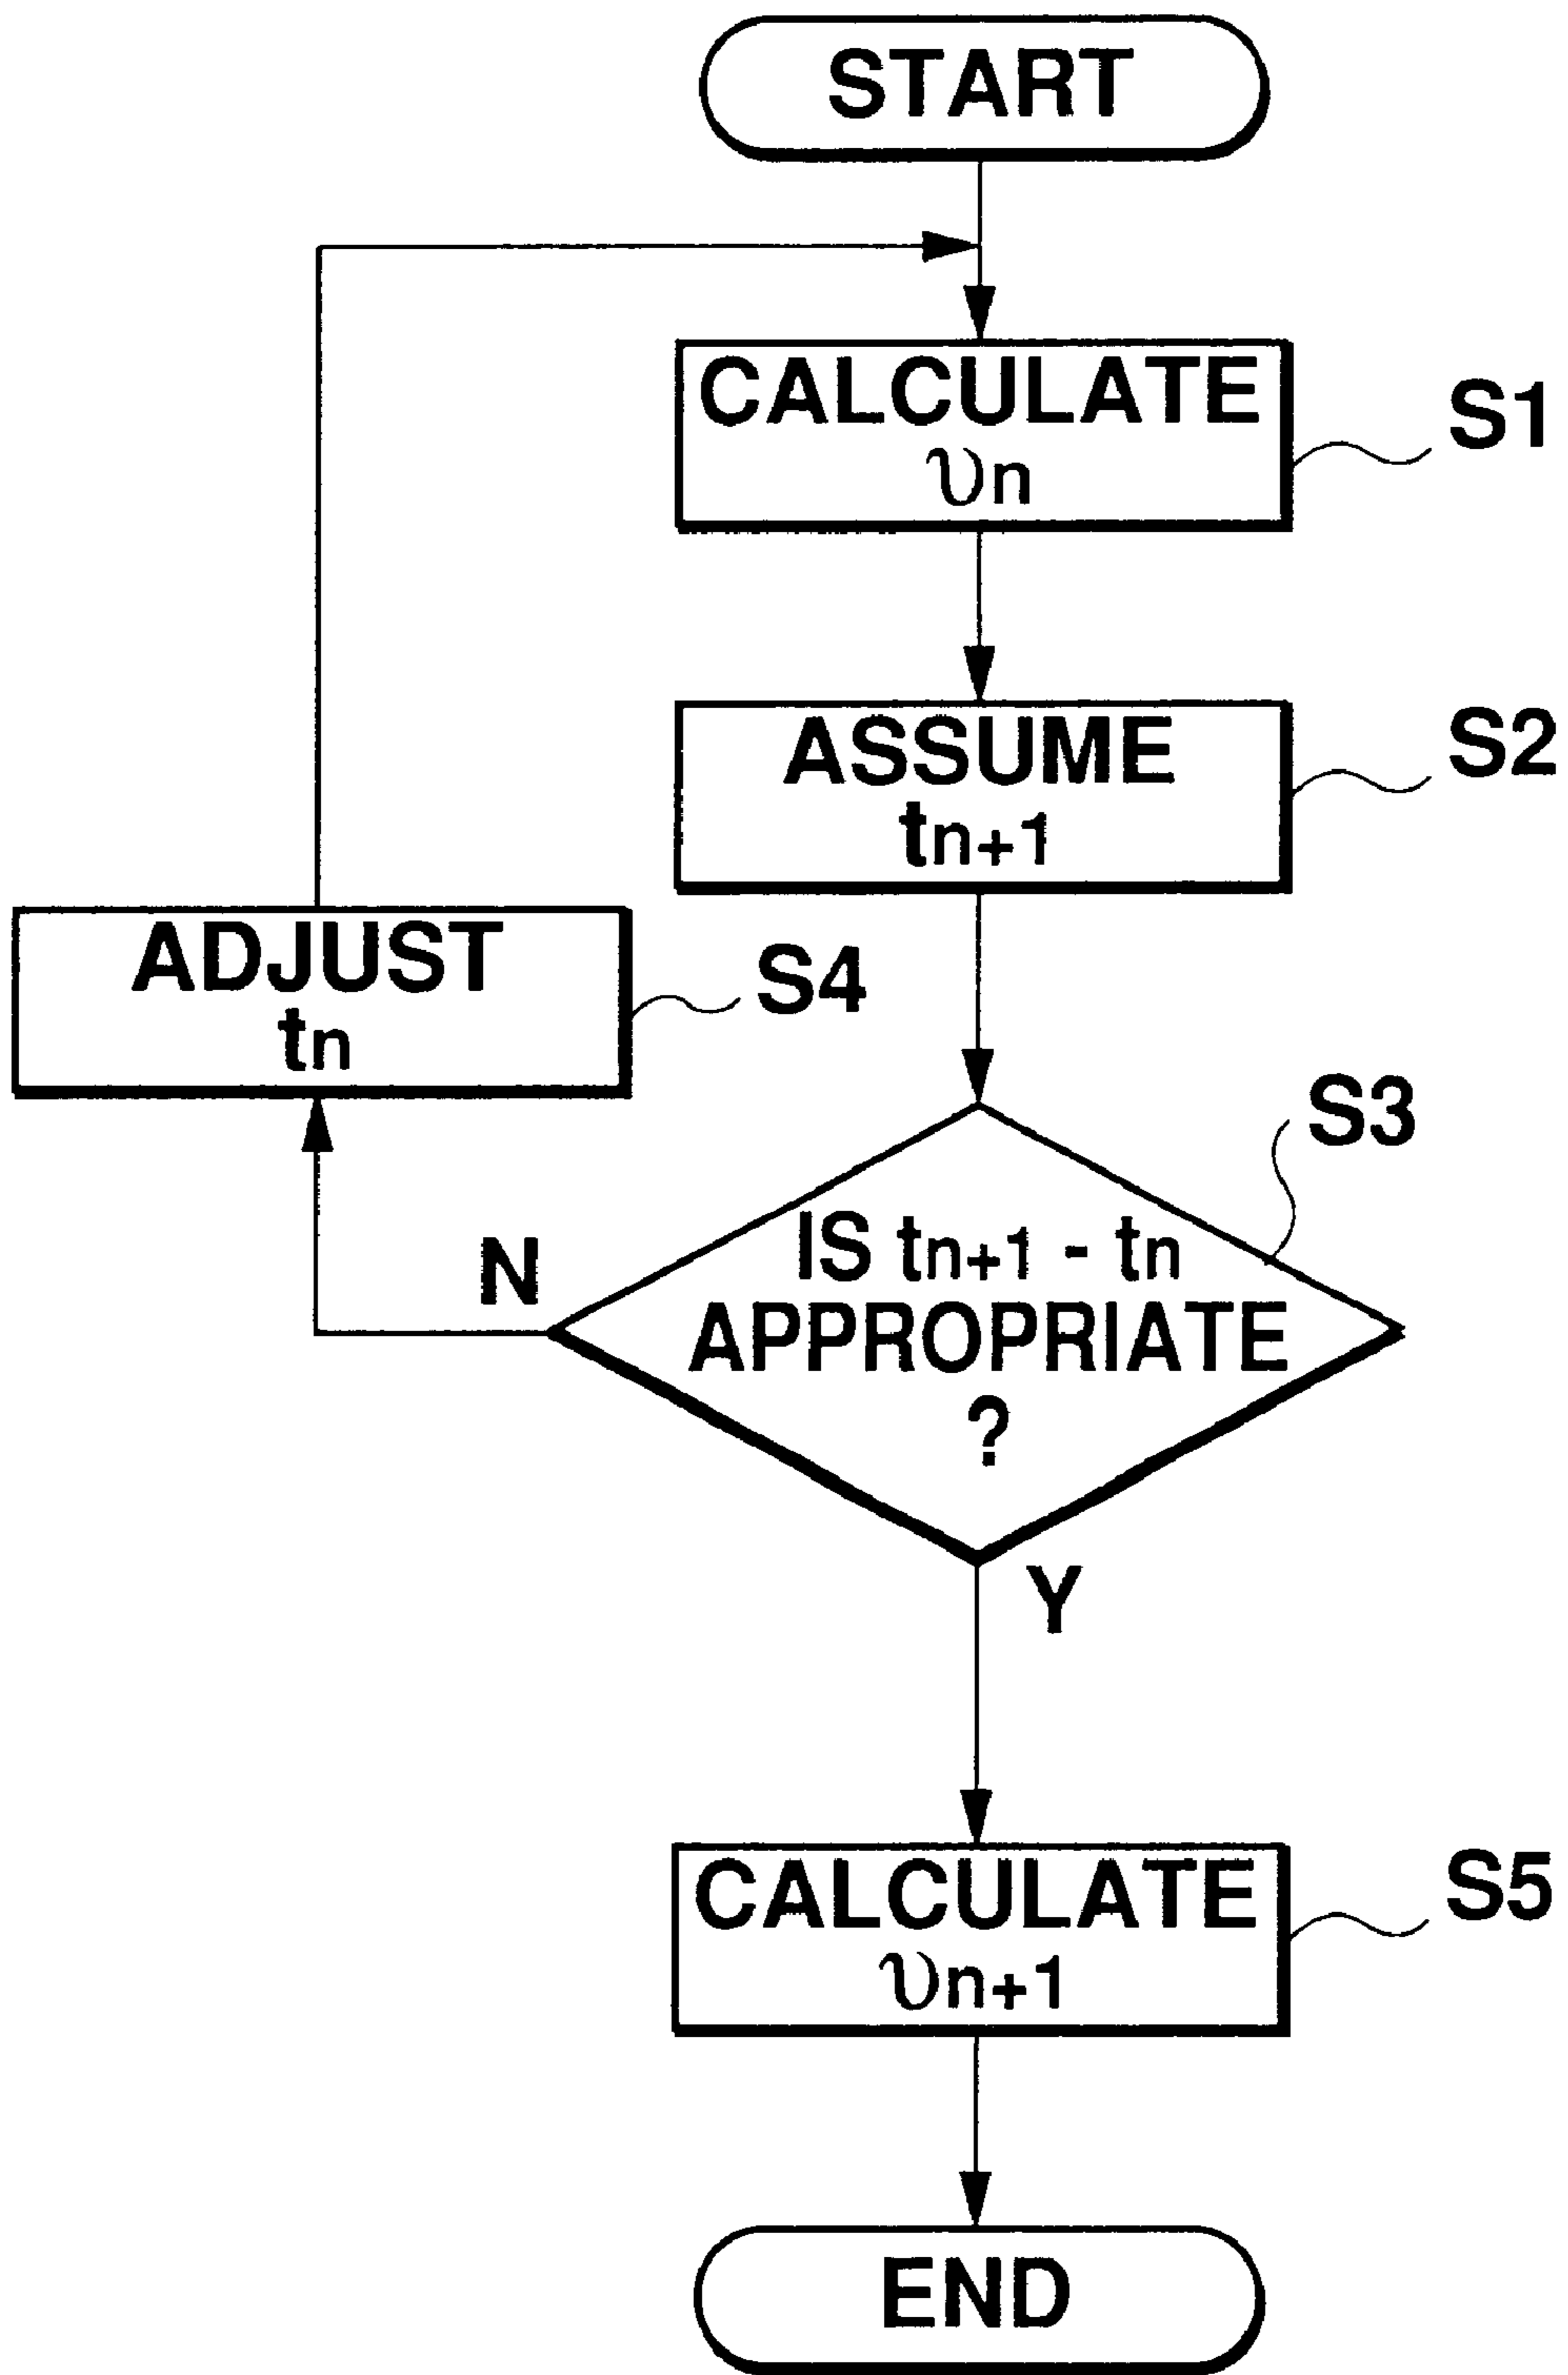 START
CALCULATE
υn
S1
ASSUME
tn+1
S2
ADJUST
tn
S4
S3
IS tn+1 - tn
APPROPRIATE
?
N
Y
CALCULATE
υn+1
S5
END